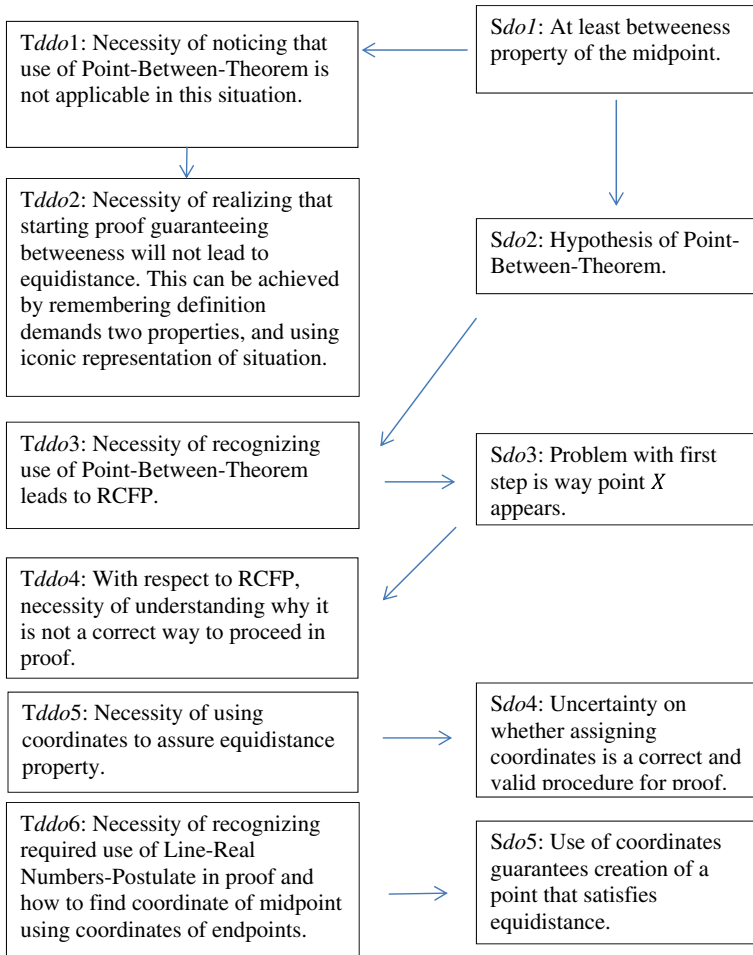 Tddo1: Necessity of noticing that
use of Point-Between-Theorem is
not applicable in this situation.
Sdo1: At least betweeness
property of the midpoint.
Tddo2: Necessity of realizing that
starting proof guaranteeing
betweeness will not lead to
equidistance. This can be achieved
by remembering definition
demands two properties, and using
iconic representation of situation.
Sdo2: Hypothesis of Point-
Between-Theorem.
Tddo3: Necessity of recognizing
use of Point-Between-Theorem
leads to RCFP.
Sdo3: Problem with first
step is way point X
appears.
Tddo4: With respect to RCFP,
necessity of understanding why it
is not a correct way to proceed in
proof.
Tddo5: Necessity of using
coordinates to assure equidistance
property.
Sdo4: Uncertainty on
whether assigning
coordinates is a correct and
valid procedure for proof.
Tddo6: Necessity of recognizing
required use of Line-Real
Numbers-Postulate in proof and
how to find coordinate of midpoint
using coordinates of endpoints.
Sdo5: Use of coordinates
guarantees creation of a
point that satisfies
equidistance.